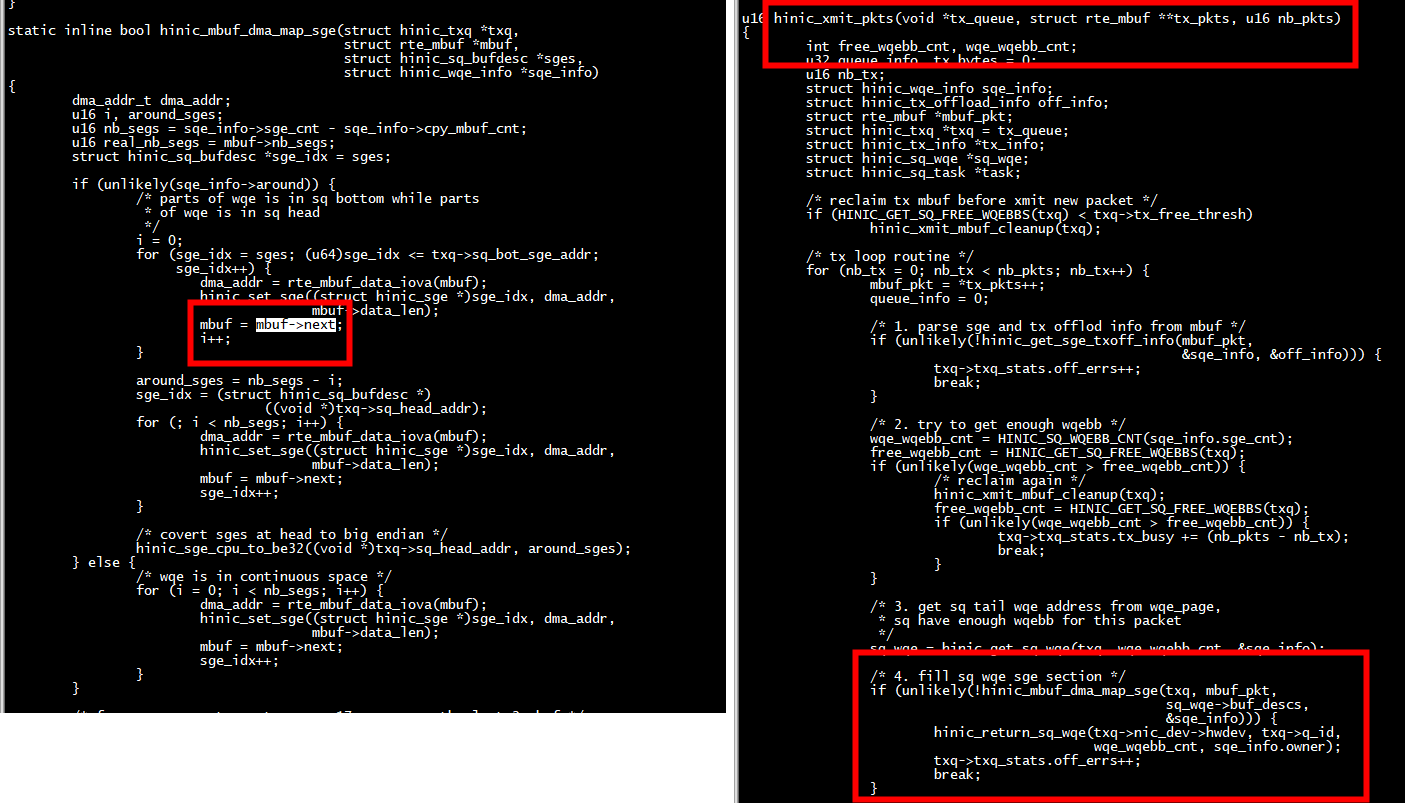 }
static inline bool hinic_mbuf_dma_map_sge(struct hinic_txq *txq,
struct rte_mbuf *mbuf,
struct hinic_sq_bufdesc *sges,
struct hinic_wqe_info *sqe_info)
{
dma_addr_t dma_addr;
u16 i, around_sges;
u16 nb_segs = sqe_info->sge_cnt - sqe_info->cpy_mbuf_cnt;
u16 real_nb_segs = mbuf->nb_segs;
struct hinic_sq_bufdesc *sge_idx = sges;
if (unlikely(sqe_info->around)) {
/* parts of wqe is in sq bottom while parts
* of wqe is in sq head
*/
i = 0;
for (sge_idx = sges; (u64)sge_idx <= txq->sq_bot_sge_addr;
sge_idx++) {
dma_addr = rte_mbuf_data_iova(mbuf);
hinic_set_sge((struct hinic_sge *)sge_idx, dma_addr,
mbuf->data_len);
mbuf = mbuf->next;
i++;
}
around_sges = nb_segs - i;
sge_idx = (struct hinic_sq_bufdesc *)
((void *)txq->sq_head_addr);
for (; i < nb_segs; i++) {
dma_addr = rte_mbuf_data_iova(mbuf);
hinic_set_sge((struct hinic_sge *)sge_idx, dma_addr,
mbuf->data_len);
mbuf = mbuf->next;
sge_idx++;
}
/* covert sges at head to big endian */
hinic_sge_cpu_to_be32((void *)txq->sq_head_addr, around_sges);
} else {
/* wqe is in continuous space */
for (i = 0; i < nb_segs; i++) {
dma_addr = rte_mbuf_data_iova(mbuf);
hinic_set_sge((struct hinic_sge *)sge_idx, dma_addr,
mbuf->data_len);
mbuf = mbuf->next;
sge_idx++;
}
}
u16 hinic_xmit_pkts(void *tx_queue, struct rte_mbuf **tx_pkts, u16 nb_pkts)
{
int free_wqebb_cnt, wqe_wqebb_cnt;
u32 queue_info, tx_bytes = 0;
u16 nb_tx;
struct hinic_wqe_info sqe_info;
struct hinic_tx_offload_info off_info;
struct rte_mbuf *mbuf_pkt;
struct hinic_txq *txq = tx_queue;
struct hinic_tx_info *tx_info;
struct hinic_sq_wqe *sq_wqe;
struct hinic_sq_task *task;
/* reclaim tx mbuf before xmit new packet */
if (HINIC_GET_SQ_FREE_WQEBBS(txq) < txq->tx_free_thresh)
hinic_xmit_mbuf_cleanup(txq);
/* tx loop routine */
for (nb_tx = 0; nb_tx < nb_pkts; nb_tx++) {
mbuf_pkt = *tx_pkts++;
queue_info = 0;
/* 1. parse sge and tx offlod info from mbuf */
if (unlikely(!hinic_get_sge_txoff_info(mbuf_pkt,
&sqe_info, &off_info))) {
txq->txq_stats.off_errs++;
break;
}
/* 2. try to get enough wqebb */
wqe_wqebb_cnt = HINIC_SQ_WQEBB_CNT(sqe_info.sge_cnt);
free_wqebb_cnt = HINIC_GET_SQ_FREE_WQEBBS(txq);
if (unlikely(wqe_wqebb_cnt > free_wqebb_cnt)) {
/* reclaim again */
hinic_xmit_mbuf_cleanup(txq);
free_wqebb_cnt = HINIC_GET_SQ_FREE_WQEBBS(txq);
if (unlikely(wqe_wqebb_cnt > free_wqebb_cnt)) {
txq->txq_stats.tx_busy += (nb_pkts - nb_tx);
break;
}
}
/* 3. get sq tail wqe address from wqe_page,
* sq have enough wqebb for this packet
*/
sq_wqe = hinic_get_sq_wqe(txq, wqe_wqebb_cnt, &sqe_info);
/* 4. fill sq wqe sge section */
if (unlikely(!hinic_mbuf_dma_map_sge(txq, mbuf_pkt,
sq_wqe->buf_descs,
&sqe_info))) {
hinic_return_sq_wqe(txq->nic_dev->hwdev, txq->q_id,
wqe_wqebb_cnt, sqe_info.owner);
txq->txq_stats.off_errs++;
break;
}